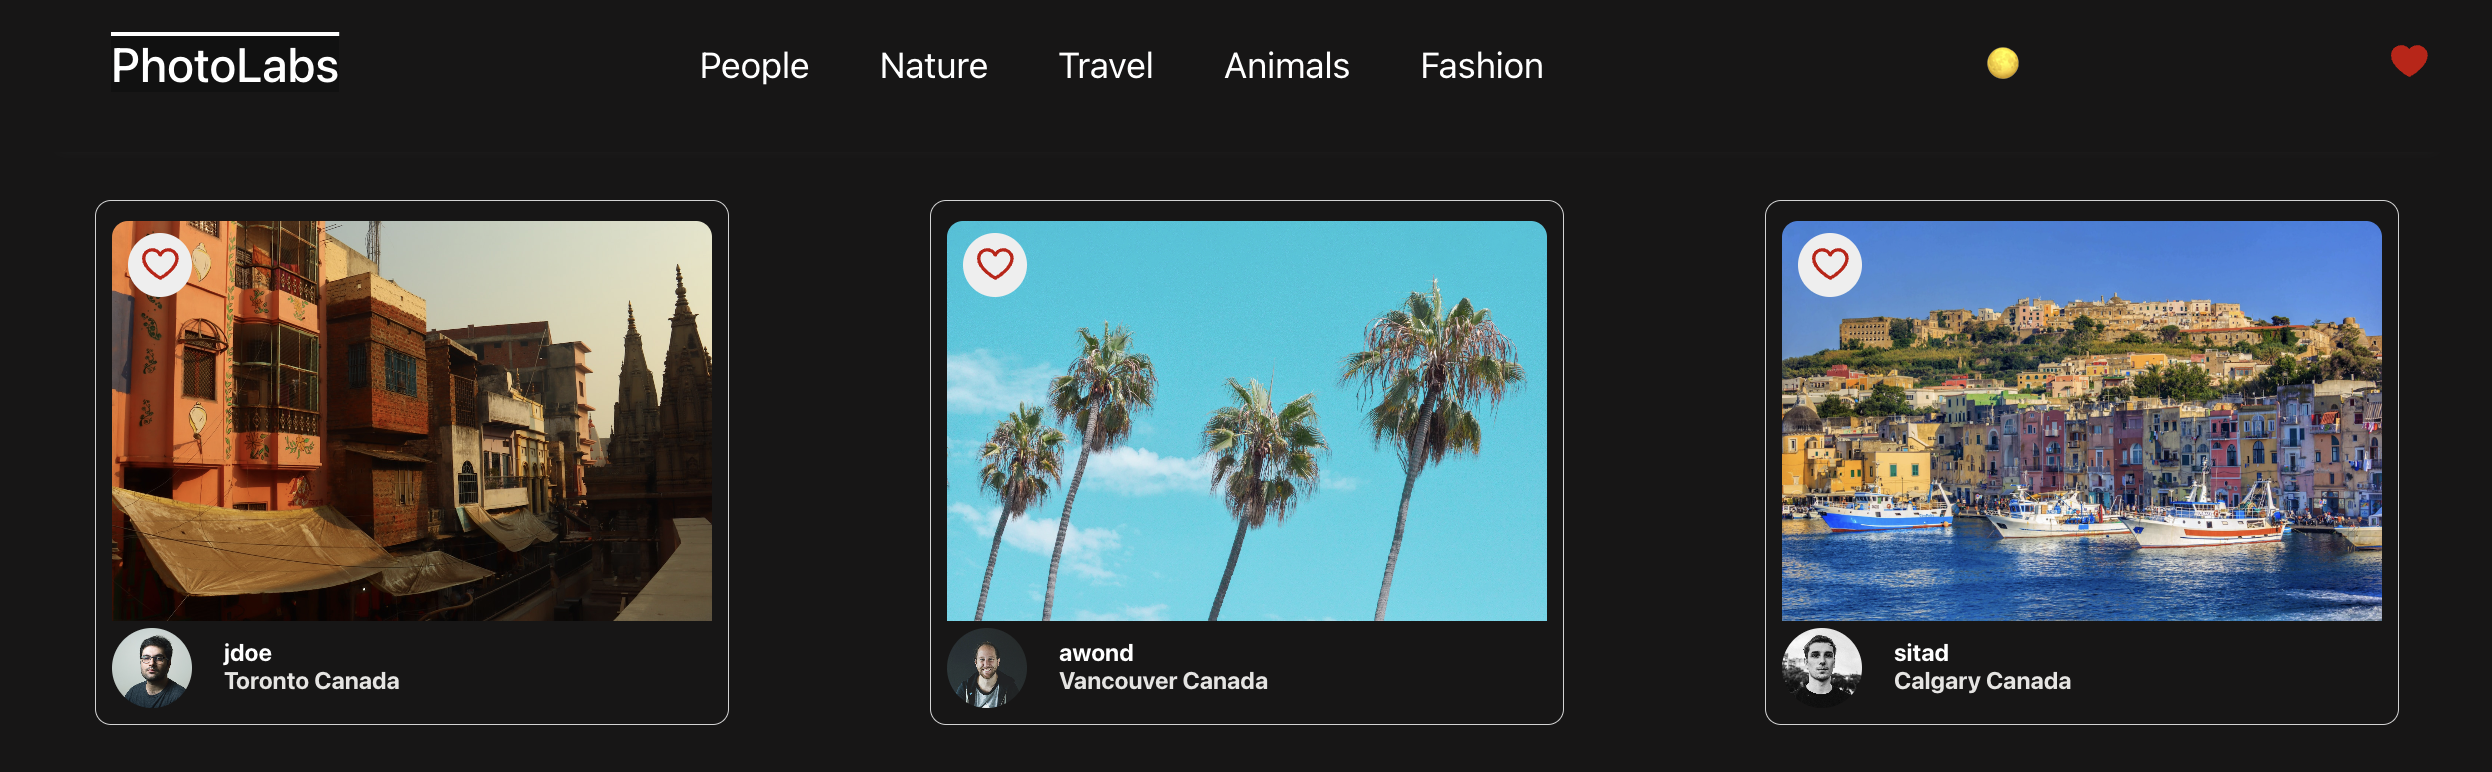 PhotoLabs
People Nature Travel Animals Fashion
jdoe
Toronto Canada
awond
Vancouver Canada
sitad
Calgary Canada